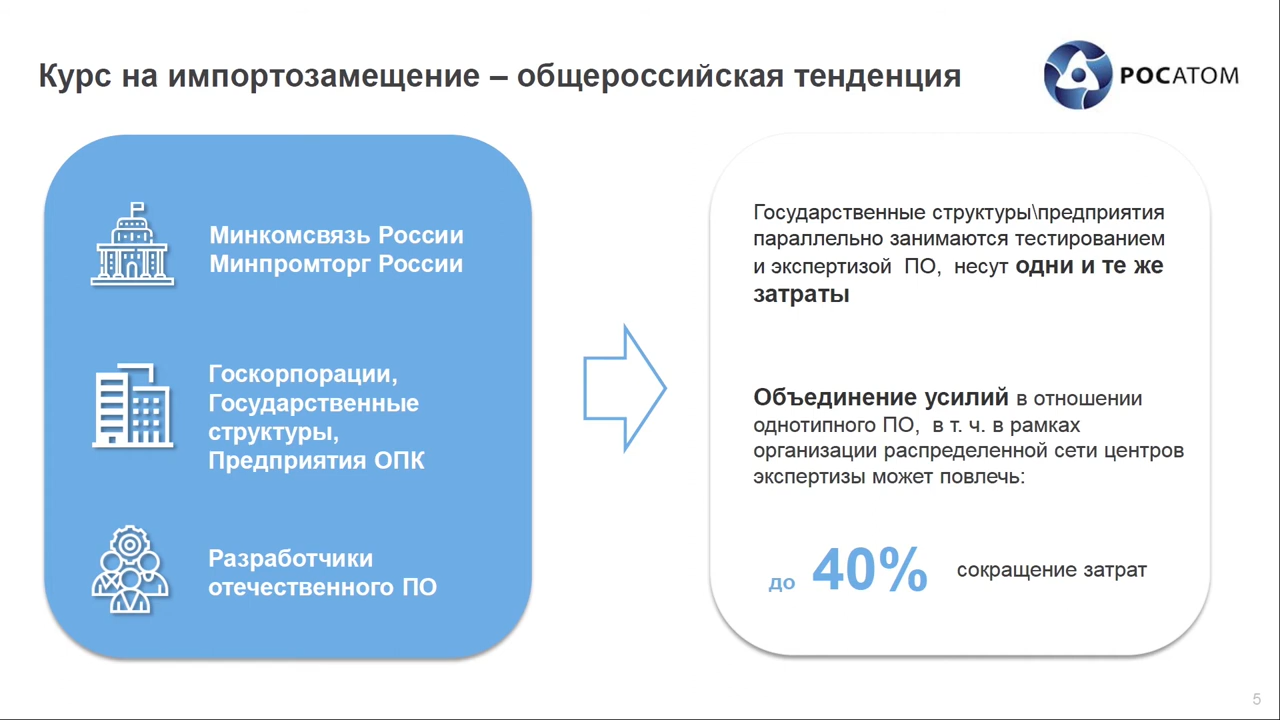 Курс на импортозамещение – общероссийская тенденция
РОСАТОМ
Минкомсвязь России
Минпромторг России
Госкорпорации,
Государственные
структуры,
Предприятия ОПК
Разработчики
отечественного ПО
Государственные структуры\предприятия
параллельно занимаются тестированием
и экспертизой ПО, несут одни и те же
затраты
Объединение усилий в отношении
однотипного ПО, в т. ч. в рамках
организации распределенной сети центров
экспертизы может повлечь:
до 40% сокращение затрат
5